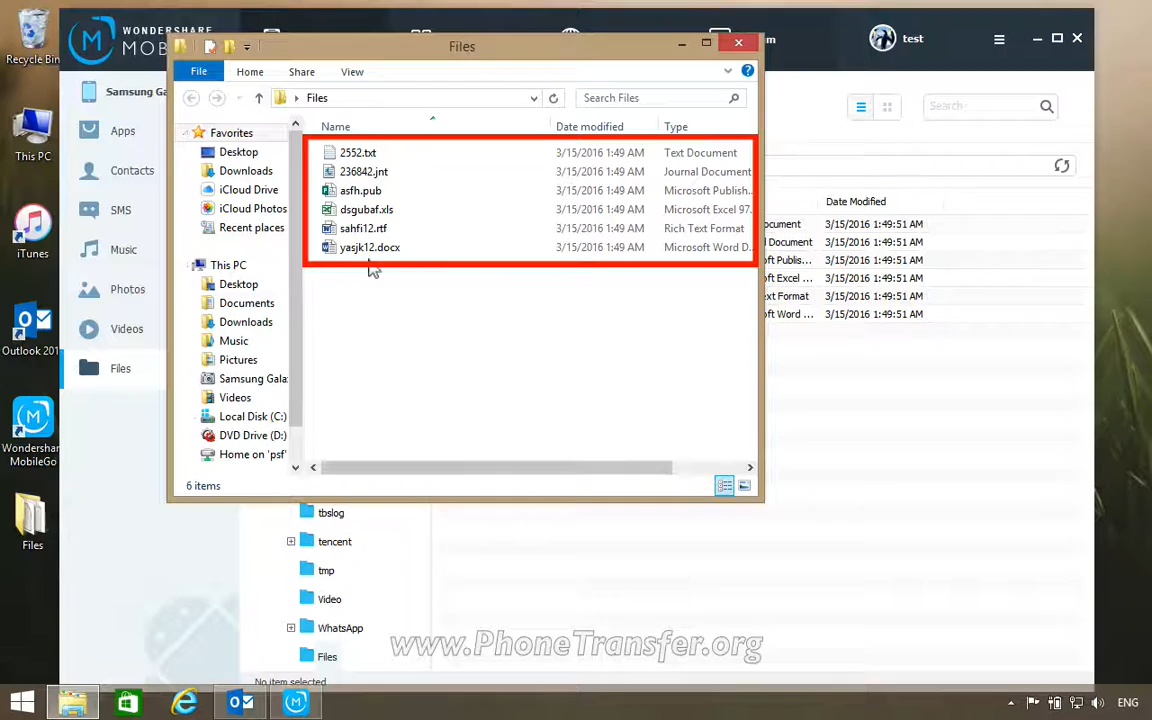 WONDERSHARE
MOB
test
Recycle Bin
This PC
iTunes
Outlook 201
Wondershar
MobileGo
Files
Samsung Ga
Apps
Contacts
SMS
Music
Photos
Videos
Files
Files
File
Home
Share
View
Files
Search Files
Name
Date modified
Type
2552.txt 3/15/2016 1:49 AM Text Document
236842.jnt 3/15/2016 1:49 AM Journal Document
asfh.pub 3/15/2016 1:49 AM Microsoft Publish...
dsgubaf.xls 3/15/2016 1:49 AM Microsoft Excel 97.
sahfi12.rtf 3/15/2016 1:49 AM Rich Text Format
yasjk12.docx 3/15/2016 1:49 AM Microsoft Word D...
Favorites
Desktop
Downloads
iCloud Drive
iCloud Photos
Recent places
This PC
Desktop
Documents
Downloads
Music
Pictures
Samsung Gala
Videos
Local Disk (C:)
DVD Drive (D:)
Home on 'psf'
6 items
Search
Date Modified
ocument 3/15/2016 1:49:51 AM
al Document 3/15/2016 1:49:51 AM
oft Publis... 3/15/2016 1:49:51 AM
oft Excel ... 3/15/2016 1:49:51 AM
ext Format 3/15/2016 1:49:51 AM
oft Word ... 3/15/2016 1:49:51 AM
tbslog
tencent
tmp
Video
WhatsApp
Files
www.PhoneTransfer.org
No item selected
ENG